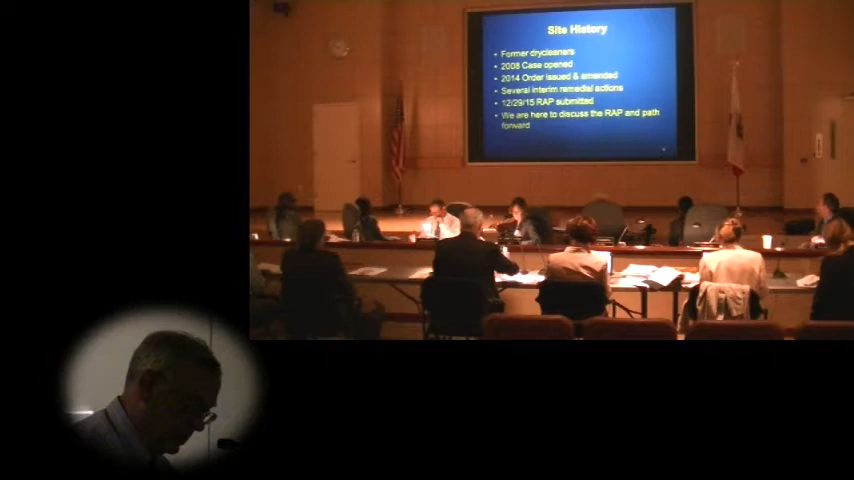 Site History
• Former drycleaners
• 2008 Case opened
• 2014 Order issued & amended
• Several interim remedial actions
• 12/29/15 RAP submitted
• We are here to discuss the RAP and path
forward